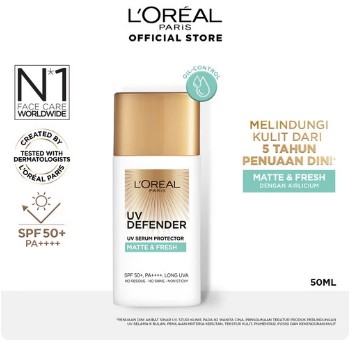 L'ORÉAL
PARIS
OFFICIAL STORE
N°1
FACE CARE
WORLDWIDE
CREATED BY
TESTED WITH
DERMATOLOGISTS
L'ORÉAL PARIS
SPF 50+
PA++++
OIL-CONTROL
L'ORÉAL
PARIS
UV
DEFENDER
UV SERUM PROTECTOR
MATTE & FRESH
SPF 50+, PA++++, LONG UVA
NO RESIDUE - NO SHINE - NON STICKY
MELINDUNGI
KULIT DARI
5 TAHUN
PENUAAN DINI*
MATTE & FRESH
DENGAN AIRLICIUM
50ML